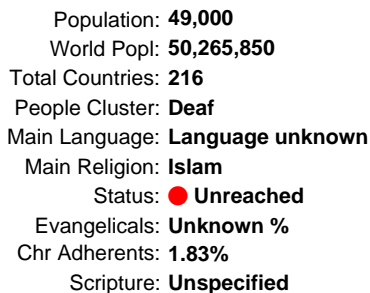 Population: 49,000
World Popl: 50,265,850
Total Countries: 216
People Cluster: Deaf
Main Language: Language unknown
Main Religion: Islam
Status: Unreached
Evangelicals: Unknown %
Chr Adherents: 1.83%
Scripture: Unspecified